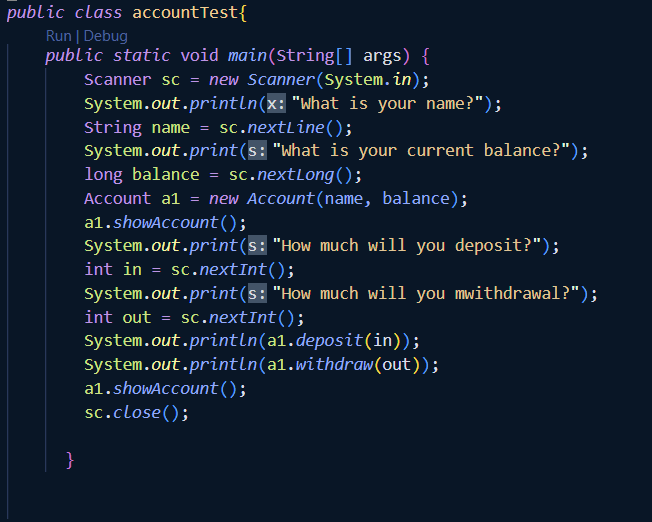 public class accountTest{
Run | Debug
public static void main(String[] args) {
Scanner sc = new Scanner(System.in);
System.out.println(x: "What is your name?");
String name = sc.nextLine();
System.out.print(s: "What is your current balance?");
long balance = sc.nextLong();
Account a1 = new Account(name, balance);
a1.showAccount();
System.out.print(s: "How much will you deposit?");
int in = sc.nextInt();
System.out.print(s: "How much will you mwithdrawal?");
int out = sc.nextInt();
System.out.println(a1.deposit(in));
System.out.println(a1.withdraw(out));
a1.showAccount();
sc.close();
}